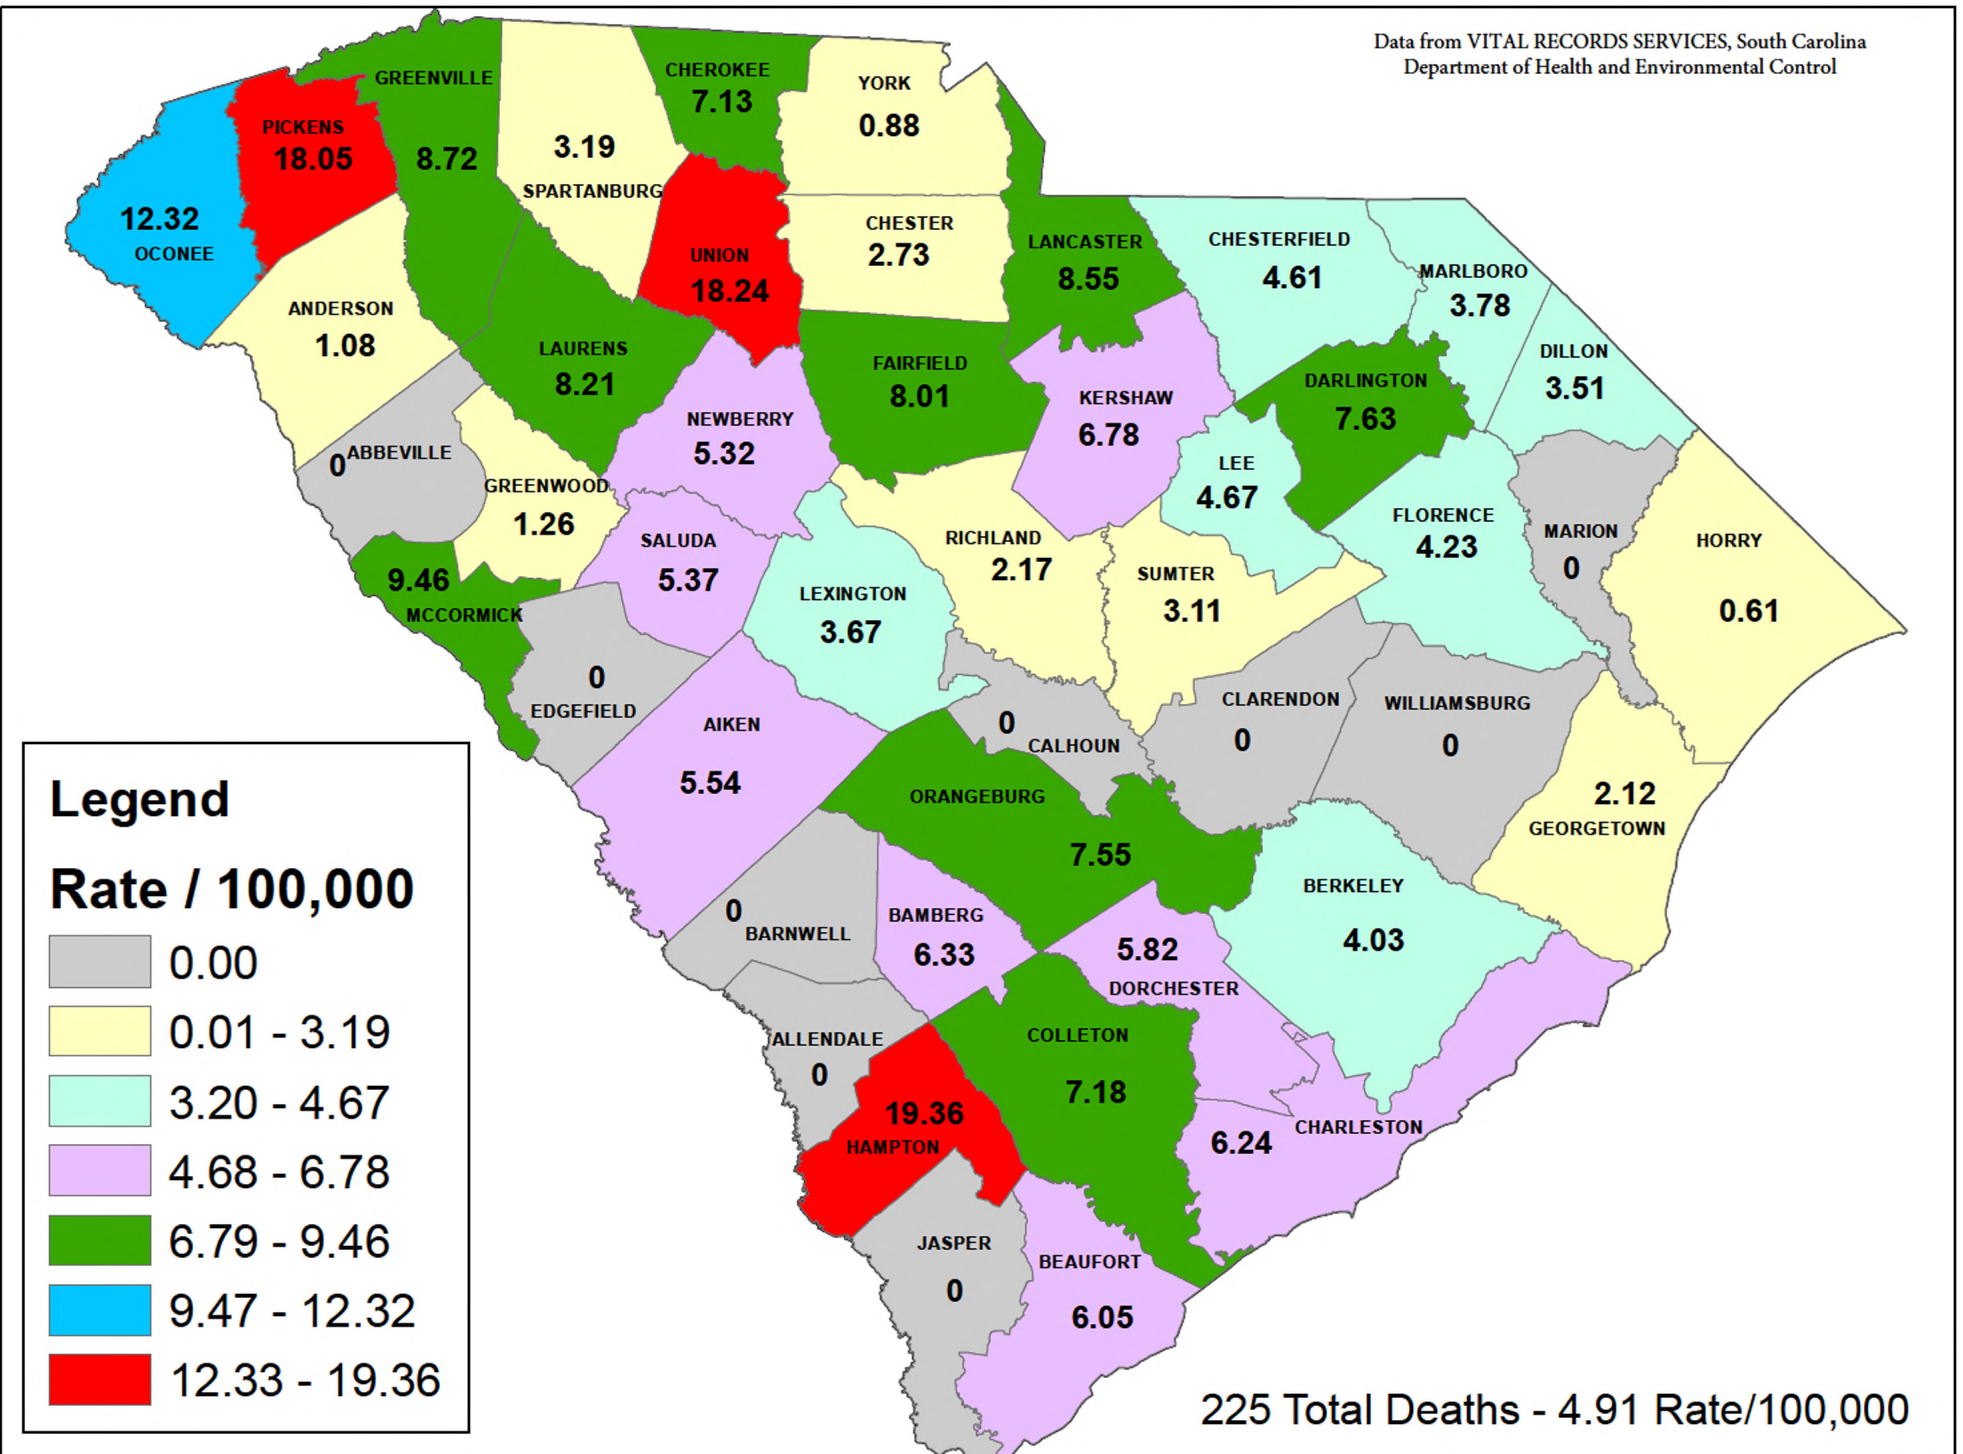 Data from VITAL RECORDS SERVICES, South Carolina
Department of Health and Environmental Control
GREENVILLE
8.72
PICKENS
18.05
12.32
OCONEE
3.19
SPARTANBURG
CHEROKEE
7.13
YORK
0.88
UNION
18.24
CHESTER
2.73
LANCASTER
8.55
CHESTERFIELD
4.61
MARLBORO
3.78
DILLON
3.51
ANDERSON
1.08
LAURENS
8.21
FAIRFIELD
8.01
KERSHAW
6.78
DARLINGTON
7.63
NEWBERRY
5.32
0 ABBEVILLE
GREENWOOD
1.26
LEE
4.67
FLORENCE
4.23
MARION
0
HORRY
0.61
SALUDA
5.37
RICHLAND
2.17
SUMTER
3.11
9.46
MCCORMICK
LEXINGTON
3.67
0
EDGEFIELD
AIKEN
5.54
0
CALHOUN
CLARENDON
0
WILLIAMSBURG
0
2.12
GEORGETOWN
ORANGEBURG
7.55
0
BARNWELL
BAMBERG
6.33
5.82
DORCHESTER
BERKELEY
4.03
ALLENDALE
0
COLLETON
7.18
19.36
HAMPTON
6.24
CHARLESTON
JASPER
0
BEAUFORT
6.05
Legend
Rate / 100,000
0.00
0.01 - 3.19
3.20 - 4.67
4.68 - 6.78
6.79 - 9.46
9.47 - 12.32
12.33 - 19.36
225 Total Deaths - 4.91 Rate/100,000